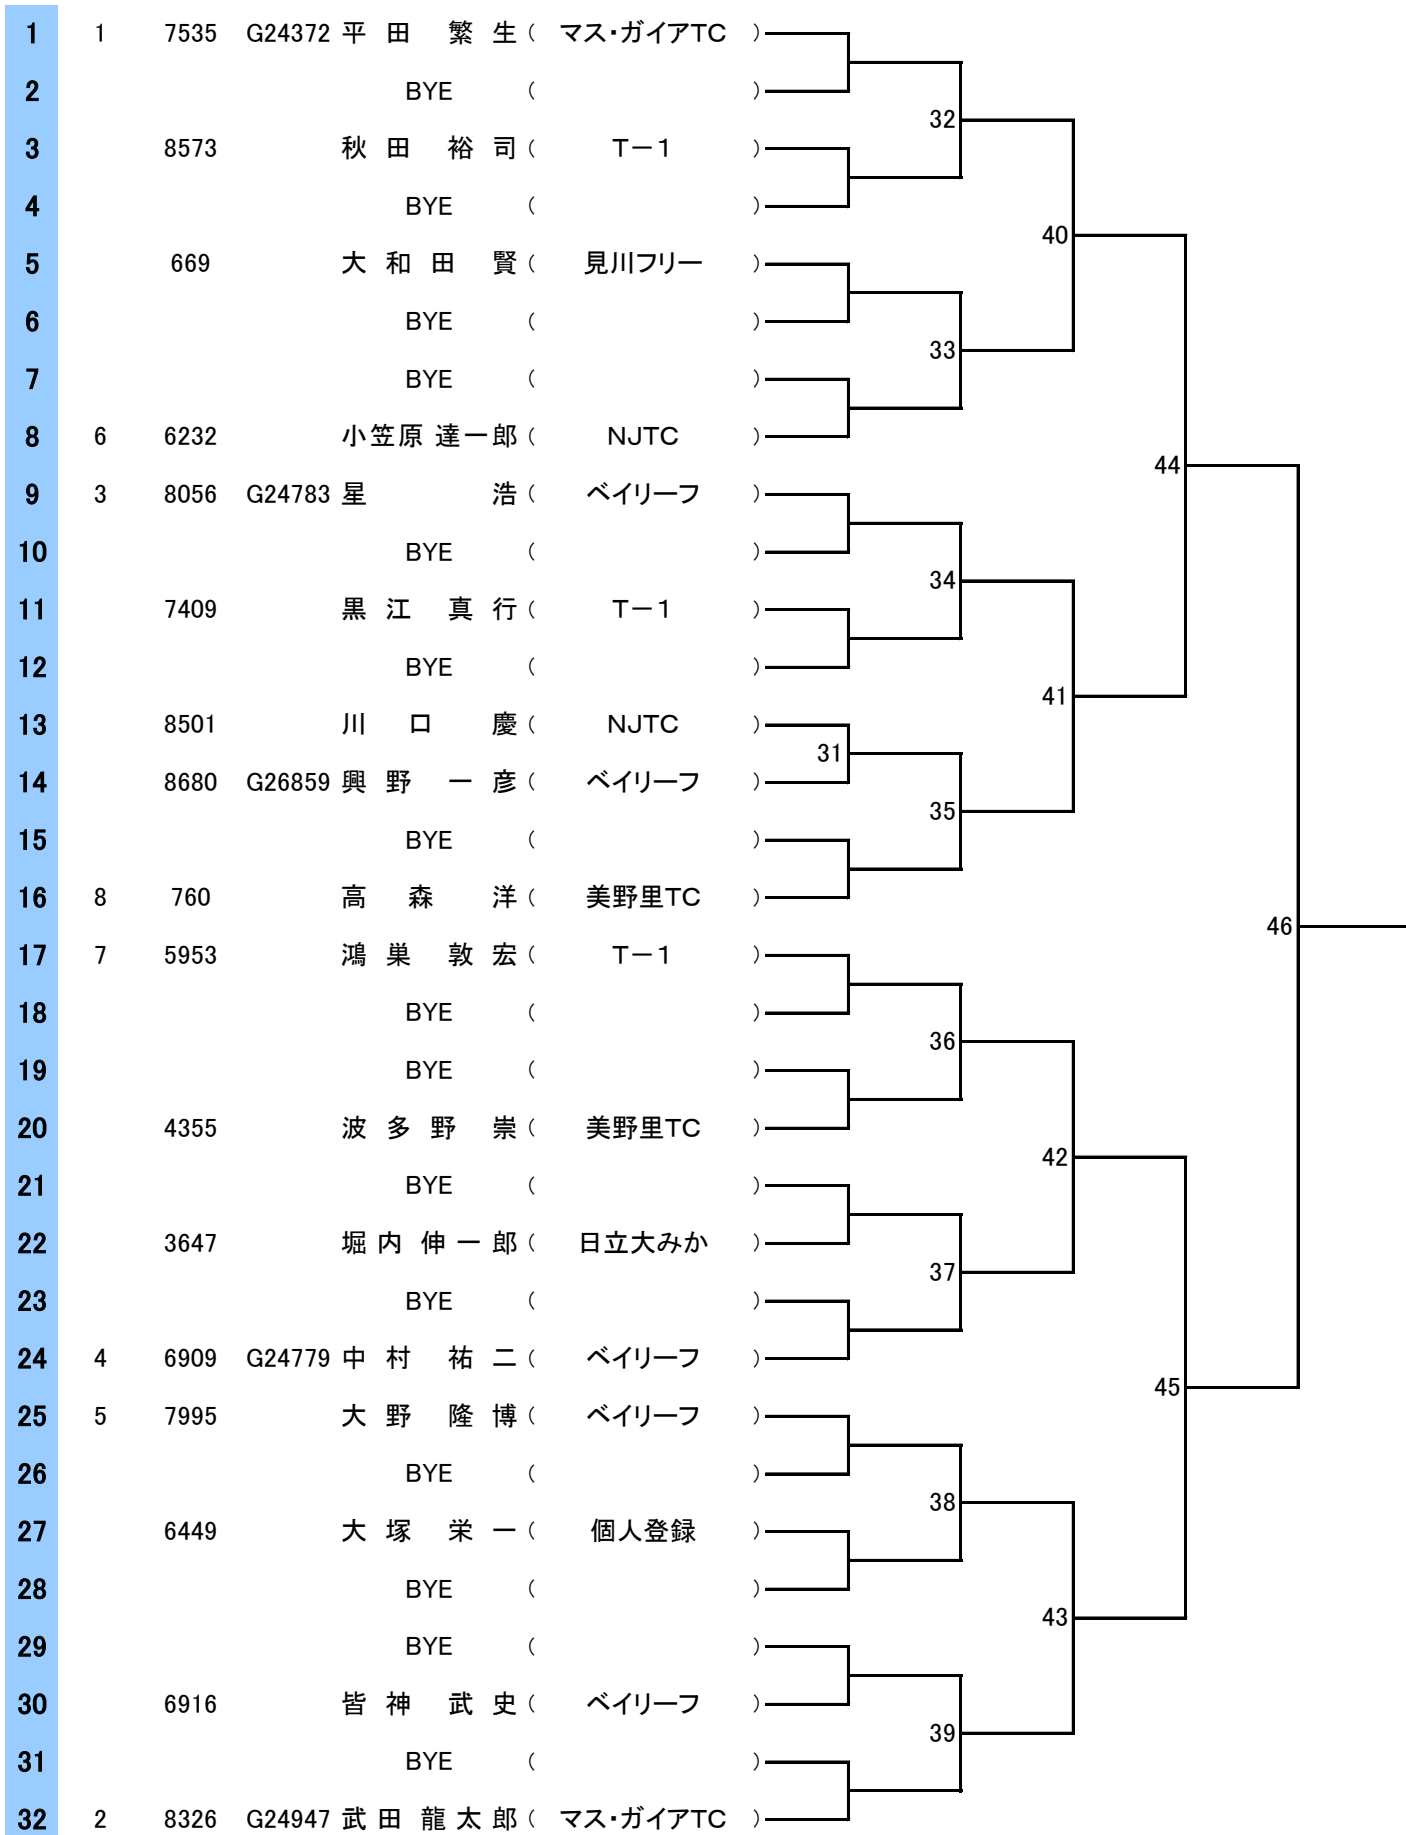 1 1 7535 G24372 平田 繁生 ( マス・ガイアTC )
2 BYE ( )
32
3 8573 秋田 裕司 ( T－1 )
4 BYE ( )
40
5 669 大和田 賢 ( 見川フリー )
6 BYE ( )
33
7 BYE ( )
8 6 6232 小笠原 達一郎 ( NJTC )
44
9 3 8056 G24783 星 浩 ( ベイリーフ )
10 BYE ( )
34
11 7409 黒江 真行 ( T－1 )
12 BYE ( )
41
13 8501 川口 慶 ( NJTC )
31
14 8680 G26859 興野 一彦 ( ベイリーフ )
35
15 BYE ( )
16 8 760 高森 洋 ( 美野里TC )
46
17 7 5953 鴻巣 敦宏 ( T－1 )
18 BYE ( )
36
19 BYE ( )
20 4355 波多野 崇 ( 美野里TC )
42
21 BYE ( )
22 3647 堀内 伸一郎 ( 日立大みか )
37
23 BYE ( )
24 4 6909 G24779 中村 祐二 ( ベイリーフ )
45
25 5 7995 大野 隆博 ( ベイリーフ )
26 BYE ( )
38
27 6449 大塚 栄一 ( 個人登録 )
28 BYE ( )
43
29 BYE ( )
30 6916 皆神 武史 ( ベイリーフ )
39
31 BYE ( )
32 2 8326 G24947 武田 龍太郎 ( マス・ガイアTC )